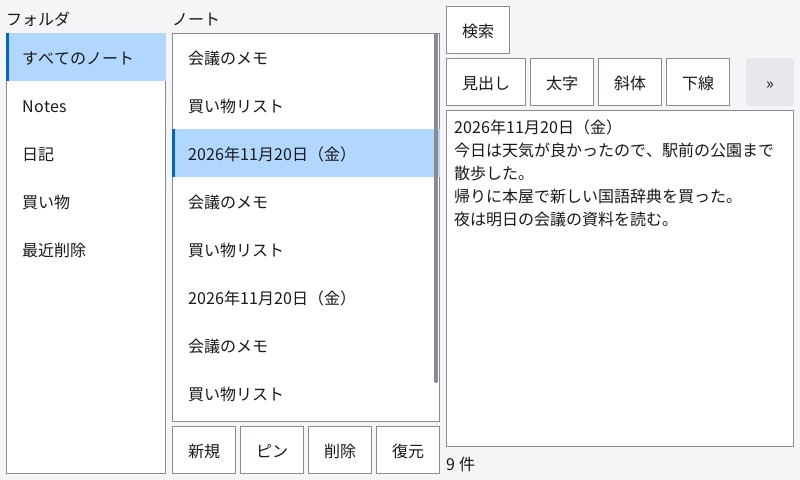 フォルダ
すべてのノート
Notes
日記
買い物
最近削除
ノート
会議のメモ
買い物リスト
2026年11月20日（金）
会議のメモ
買い物リスト
2026年11月20日（金）
会議のメモ
買い物リスト
新規
ピン
削除
復元
検索
見出し
太字
斜体
下線
»
2026年11月20日（金）
今日は天気が良かったので、駅前の公園まで
散歩した。
帰りに本屋で新しい国語辞典を買った。
夜は明日の会議の資料を読む。
9 件